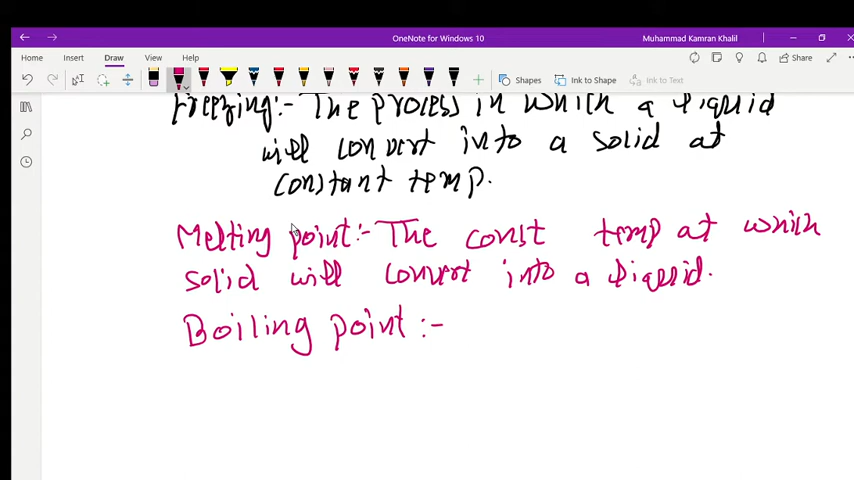 OneNote for Windows 10
Muhammad Kamran Khalil
Home Insert Draw View Help
Share
Shapes Ink to Shape Ink to Text
Freezing:- The process in which a liquid
will convert into a solid at
constant temp.
Melting point:- The const temp at which
solid will convert into a liquid.
Boiling point:-